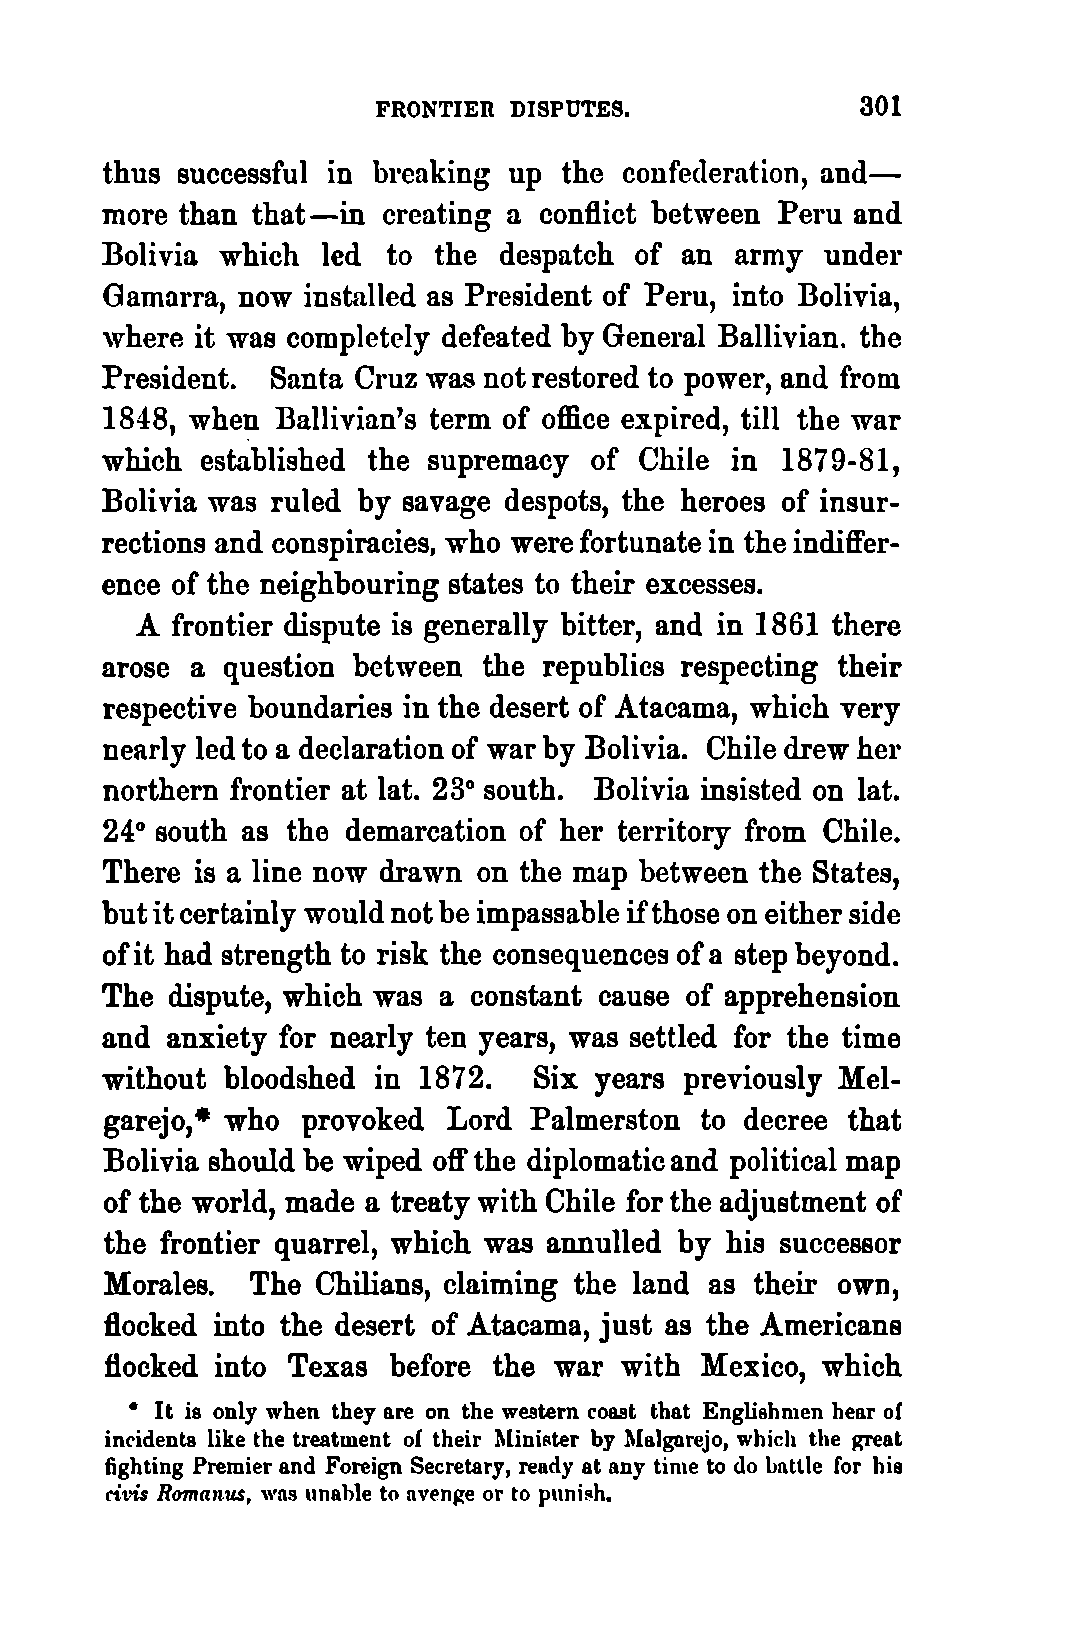 FRONTIER DISPUTES. 301
thus successful in breaking up the confederation, and—
more than that—in creating a conflict between Peru and
Bolivia which led to the despatch of an army under
Gamarra, now installed as President of Peru, into Bolivia,
where it was completely defeated by General Ballivian. the
President. Santa Cruz was not restored to power, and from
1848, when Ballivian's term of office expired, till the war
which established the supremacy of Chile in 1879-81,
Bolivia was ruled by savage despots, the heroes of insur-
rections and conspiracies, who were fortunate in the indiffer-
ence of the neighbouring states to their excesses.
A frontier dispute is generally bitter, and in 1861 there
arose a question between the republics respecting their
respective boundaries in the desert of Atacama, which very
nearly led to a declaration of war by Bolivia. Chile drew her
northern frontier at lat. 23° south. Bolivia insisted on lat.
24° south as the demarcation of her territory from Chile.
There is a line now drawn on the map between the States,
but it certainly would not be impassable if those on either side
of it had strength to risk the consequences of a step beyond.
The dispute, which was a constant cause of apprehension
and anxiety for nearly ten years, was settled for the time
without bloodshed in 1872. Six years previously Mel-
garejo,* who provoked Lord Palmerston to decree that
Bolivia should be wiped off the diplomatic and political map
of the world, made a treaty with Chile for the adjustment of
the frontier quarrel, which was annulled by his successor
Morales. The Chilians, claiming the land as their own,
flocked into the desert of Atacama, just as the Americans
flocked into Texas before the war with Mexico, which
* It is only when they are on the western coast that Englishmen hear of
incidents like the treatment of their Minister by Malgarejo, which the great
fighting Premier and Foreign Secretary, ready at any time to do battle for his
civis Romanus, was unable to avenge or to punish.